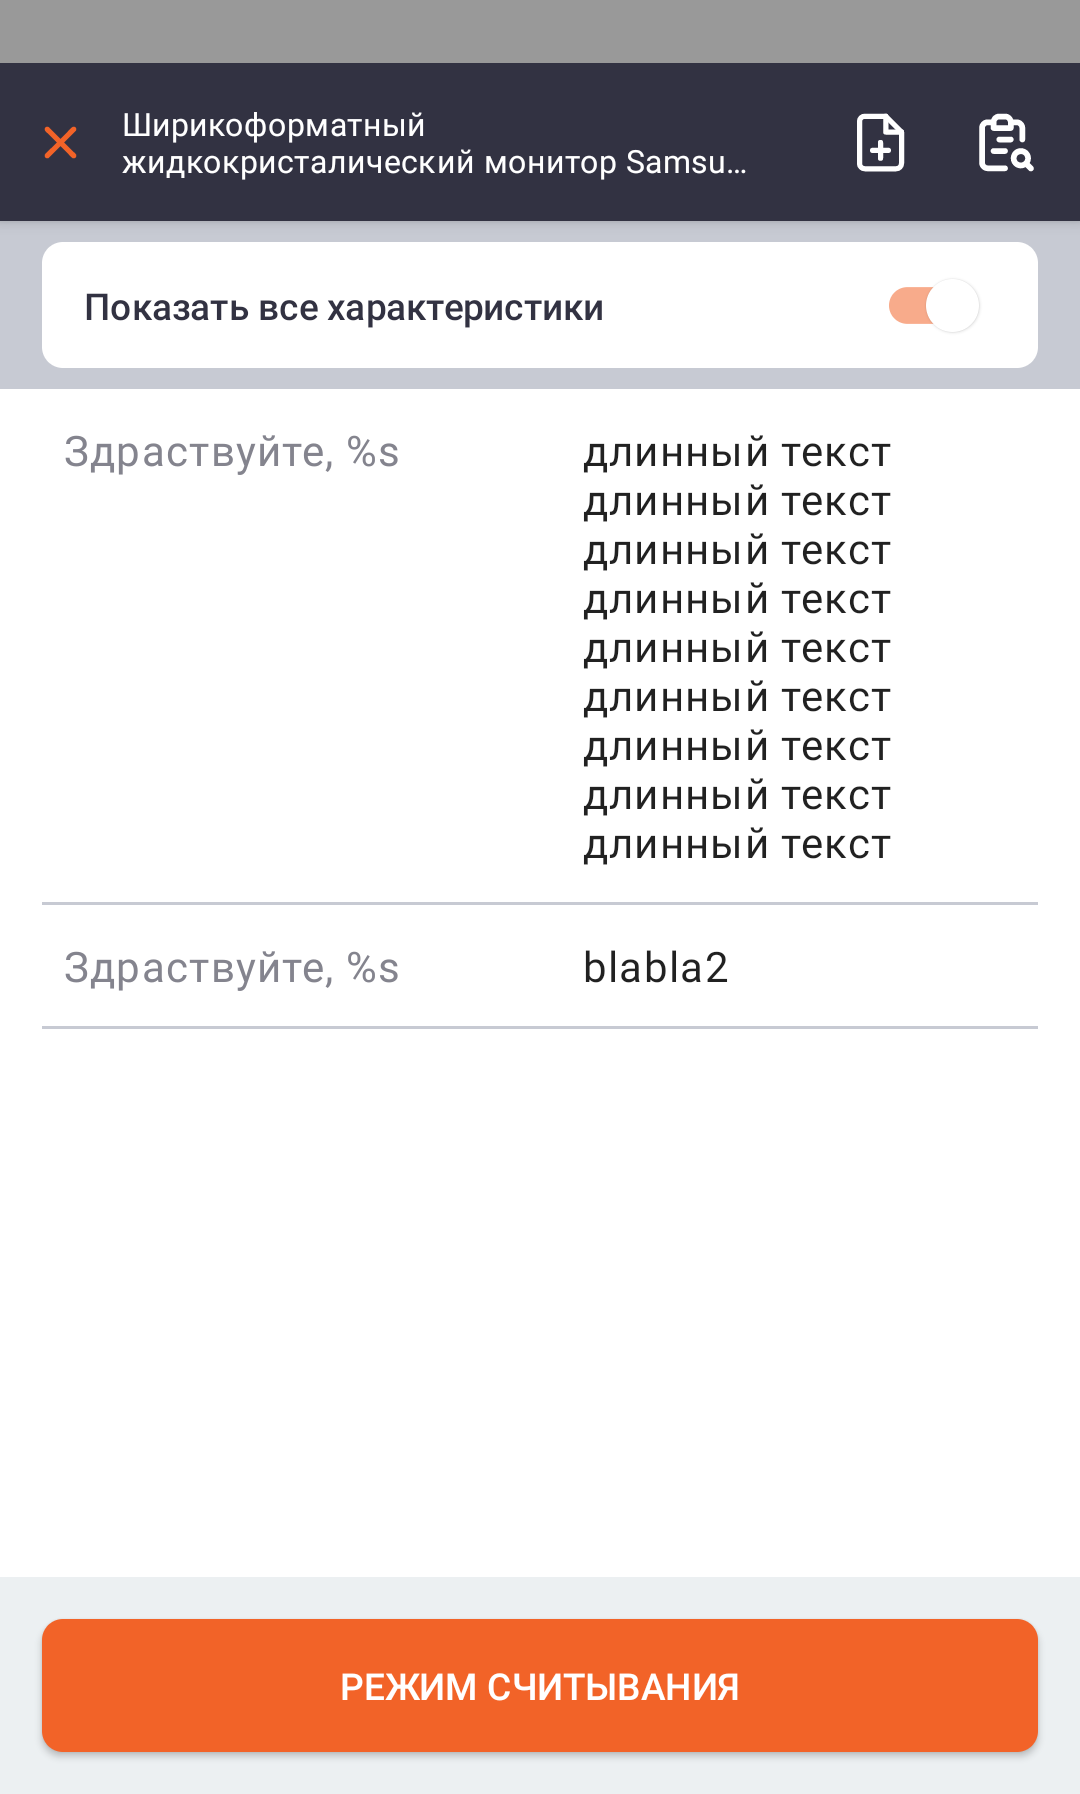 Ширикоформатный
жидкокристалический монитор Samsu...
Показать все характеристики
Здраствуйте, %s
длинный текст
длинный текст
длинный текст
длинный текст
длинный текст
длинный текст
длинный текст
длинный текст
длинный текст
Здраствуйте, %s
blabla2
РЕЖИМ СЧИТЫВАНИЯ